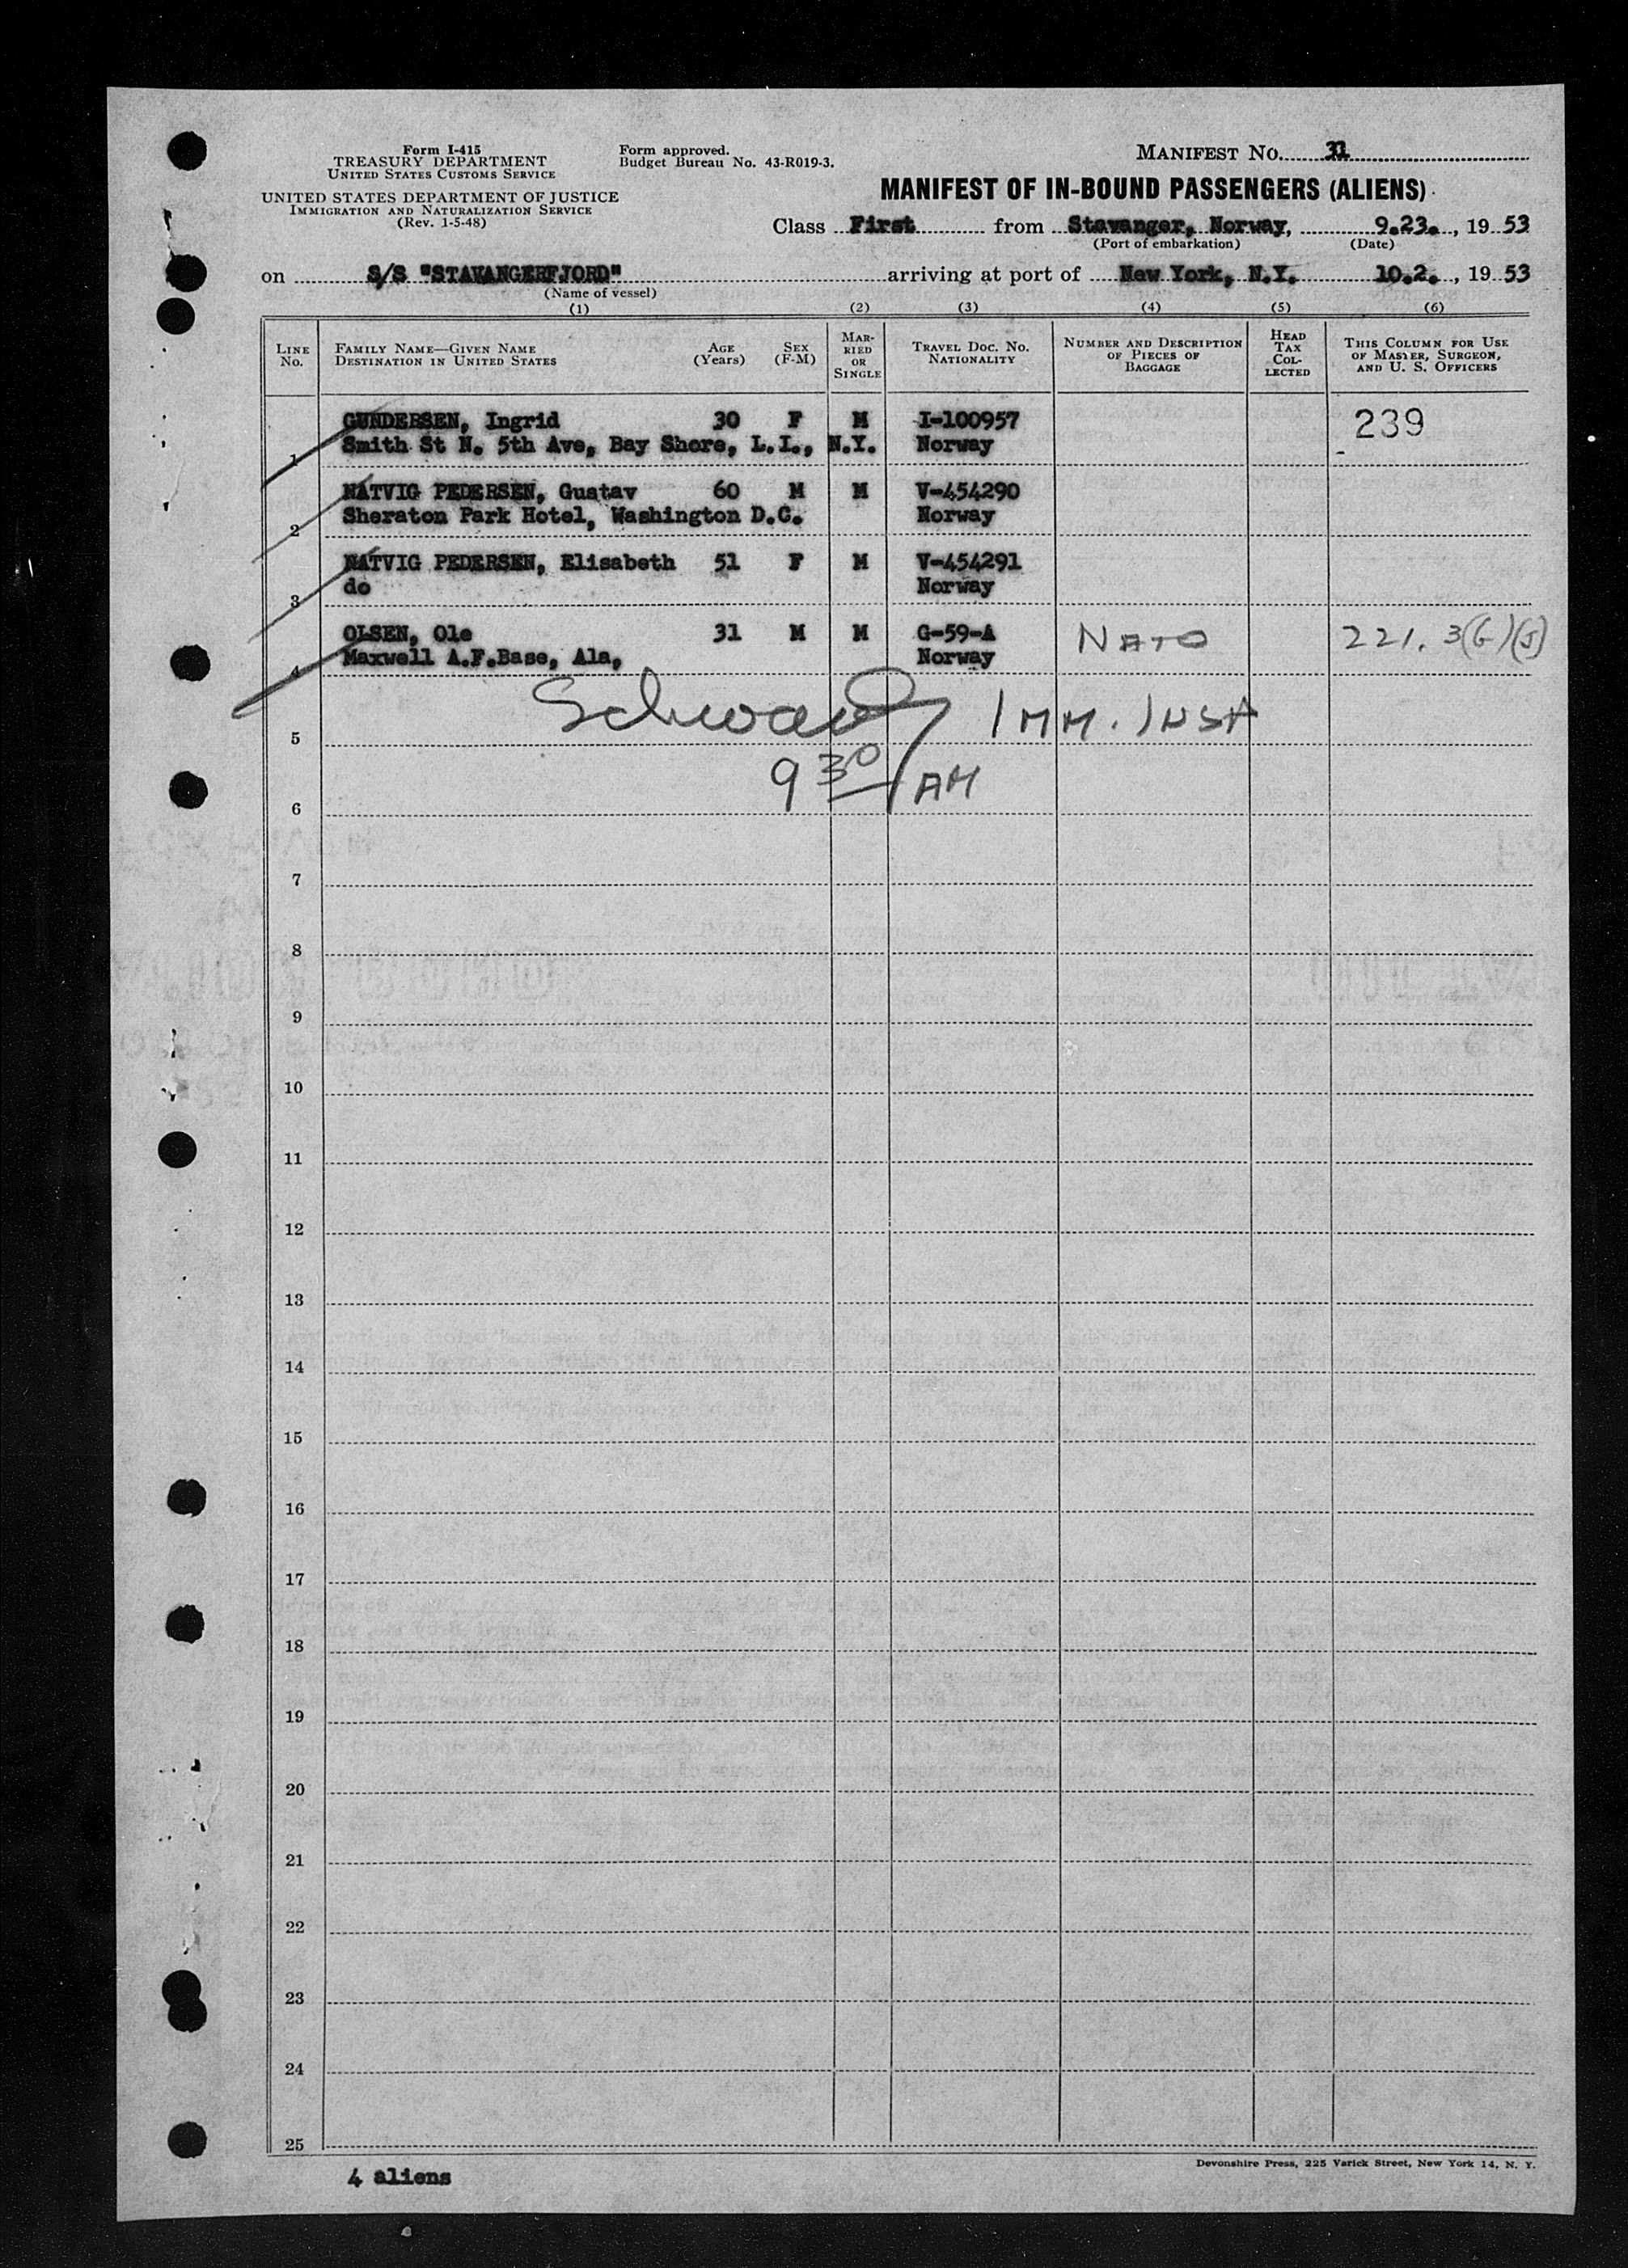 Form I-415
TREASURY DEPARTMENT
UNITED STATES CUSTOMS SERVICE
UNITED STATES DEPARTMENT OF JUSTICE
IMMIGRATION AND NATURALIZATION SERVICE
(Rev. 1-5-48)
Form approved.
Budget Bureau No. 43-R019-3.
MANIFEST NO. 31
MANIFEST OF IN-BOUND PASSENGERS (ALIENS)
Class First from Stavanger, Norway, 9.23., 19 53
(Port of embarkation) (Date)
on S/S "STAVANGERFJORD" arriving at port of New York, N.Y. 10.2., 19 53
(Name of vessel)
(1) (2) (3) (4) (5) (6)
LINE NO. FAMILY NAME—GIVEN NAME DESTINATION IN UNITED STATES AGE (Years) SEX (F-M) MARRIED OR SINGLE TRAVEL DOC. NO. NATIONALITY NUMBER AND DESCRIPTION OF PIECES OF BAGGAGE HEAD TAX COLLECTED THIS COLUMN FOR USE OF MASTER, SURGEON, AND U. S. OFFICERS
GUNDERSEN, Ingrid 30 F M I-100957 239
1 Smith St N. 5th Ave, Bay Shore, L.I., N.Y. Norway
NATVIG PEDERSEN, Gustav 60 M M V-454290
2 Sheraton Park Hotel, Washington D.C. Norway
NATVIG PEDERSEN, Elisabeth 51 F M V-454291
3 do Norway
OLSEN, Ole 31 M M G-59-A NATO 221. 3(G)(J)
4 Maxwell A.F.Base, Ala, Norway
5 IMM. INSP
6 9 30 AM
7
8
9
10
11
12
13
14
15
16
17
18
19
20
21
22
23
24
25
4 aliens
Devonshire Press, 225 Varick Street, New York 14, N. Y.